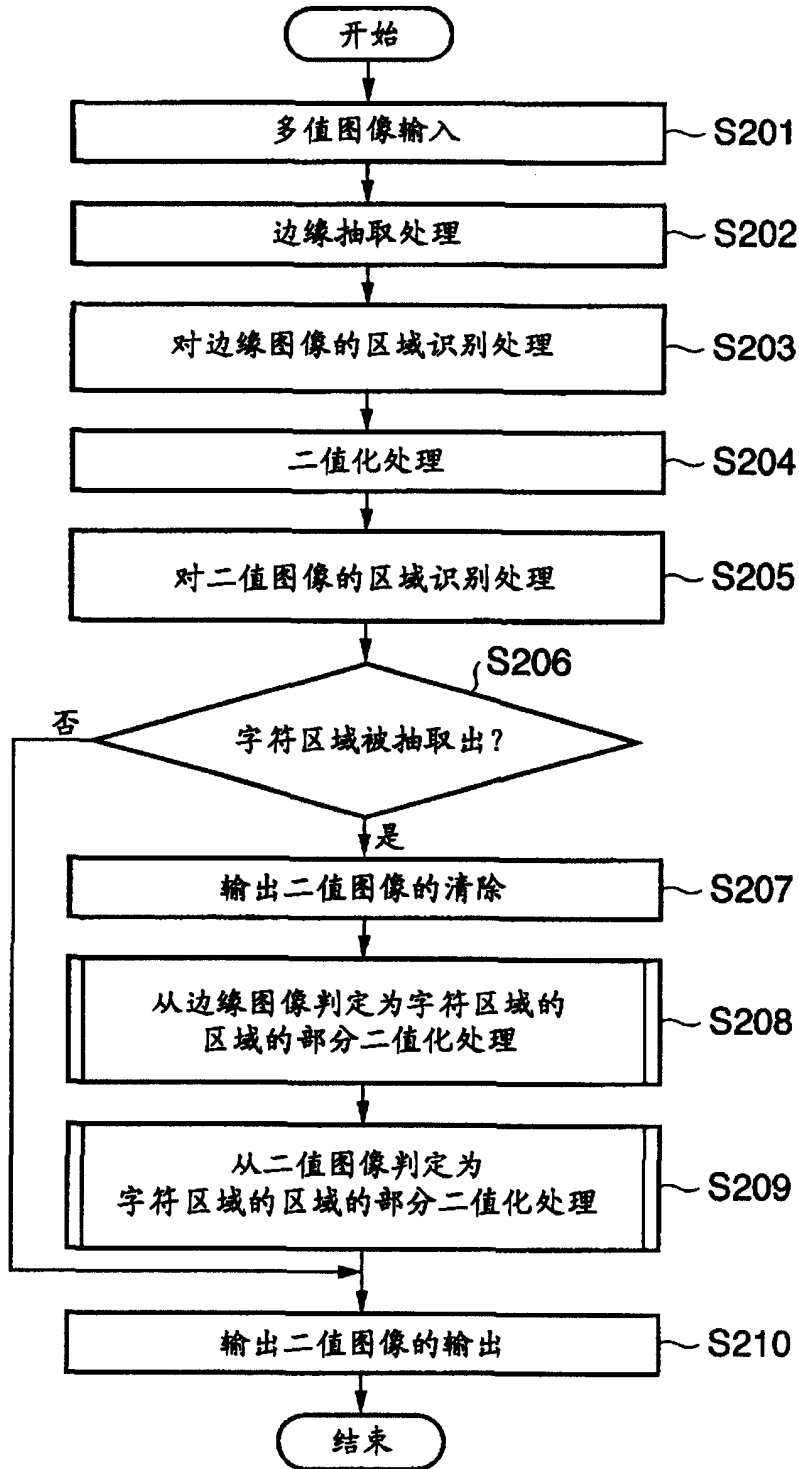 开始
多值图像输入
S201
边缘抽取处理
S202
对边缘图像的区域识别处理
S203
二值化处理
S204
对二值图像的区域识别处理
S205
S206
否
字符区域被抽取出?
是
输出二值图像的清除
S207
从边缘图像判定为字符区域的
区域的部分二值化处理
S208
从二值图像判定为
字符区域的区域的部分二值化处理
S209
输出二值图像的输出
S210
结束